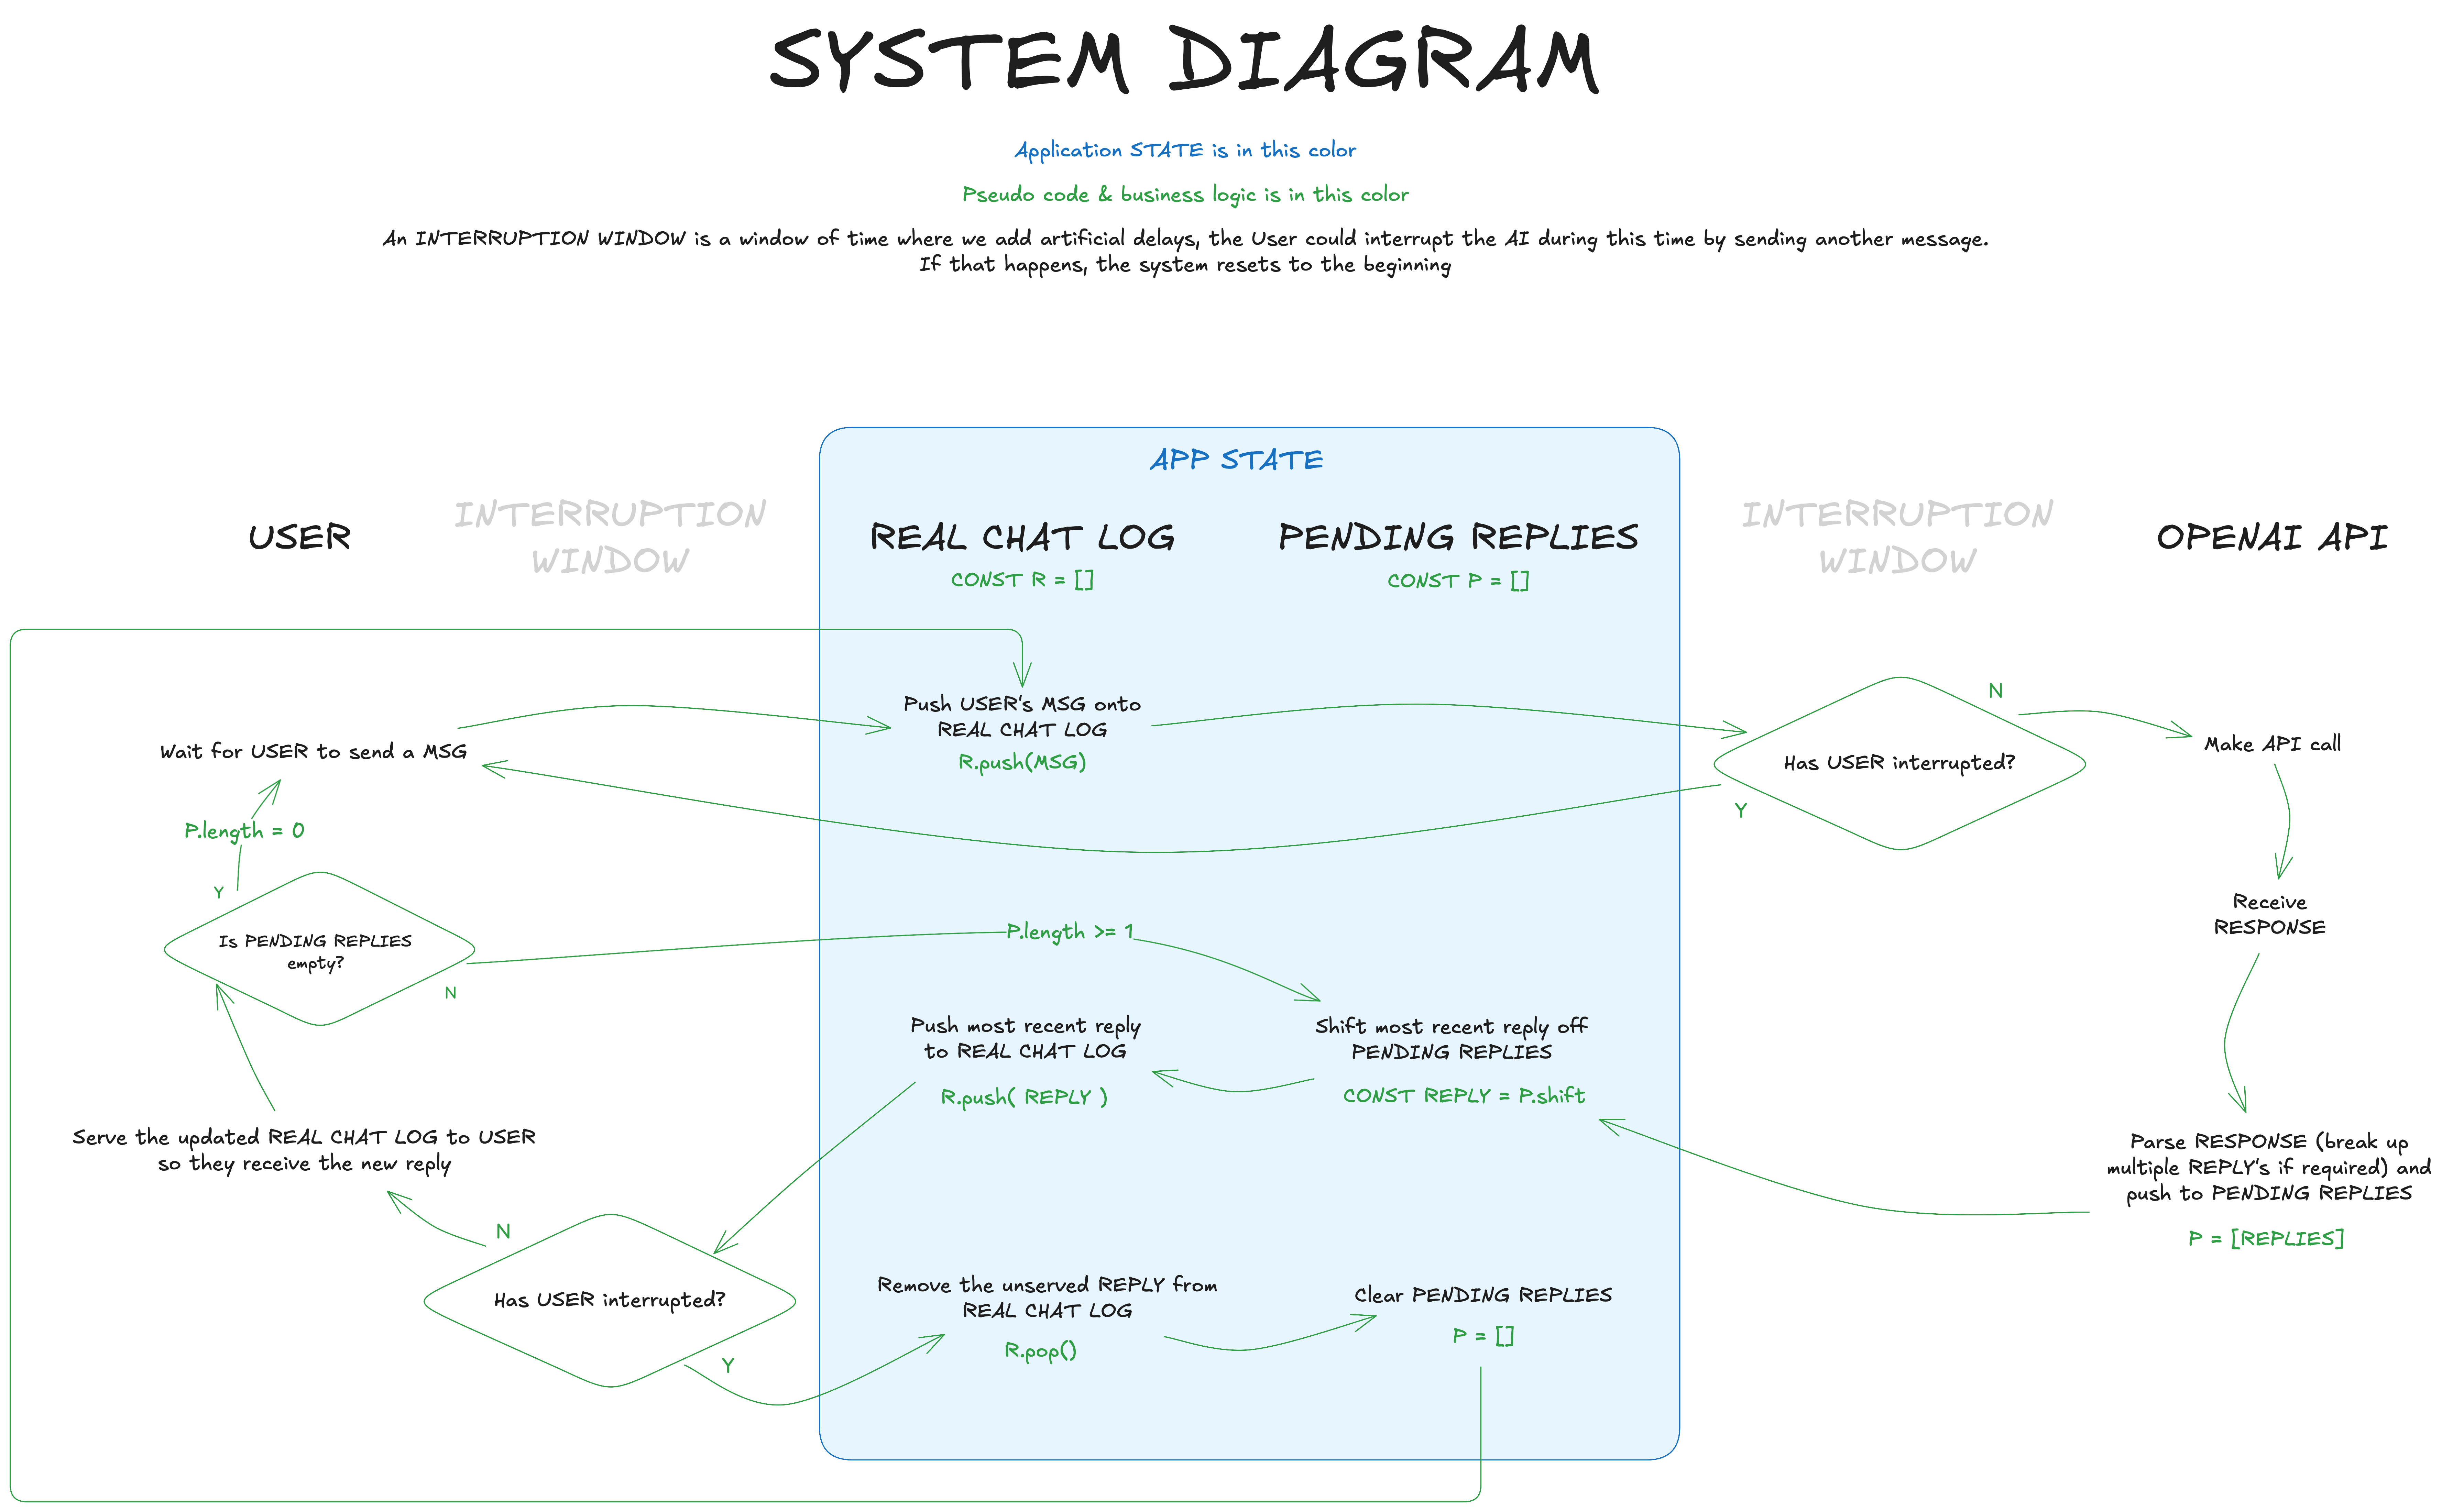 SYSTEM DIAGRAM
Application STATE is in this color
Pseudo code & business logic is in this color
An INTERRUPTION WINDOW is a window of time where we add artificial delays, the User could interrupt the AI during this time by sending another message.
If that happens, the system resets to the beginning
APP STATE
USER
INTERRUPTION
WINDOW
REAL CHAT LOG
CONST R = []
PENDING REPLIES
CONST P = []
INTERRUPTION
WINDOW
OPENAI API
Wait for USER to send a MSG
Push USER's MSG onto
REAL CHAT LOG
R.push(MSG)
Has USER interrupted?
N
Y
Make API call
P.length = 0
Y
Is PENDING REPLIES
empty?
N
P.length >= 1
Receive
RESPONSE
Push most recent reply
to REAL CHAT LOG
R.push( REPLY )
Shift most recent reply off
PENDING REPLIES
CONST REPLY = P.shift
Serve the updated REAL CHAT LOG to USER
so they receive the new reply
Parse RESPONSE (break up
multiple REPLY's if required) and
push to PENDING REPLIES
P = [REPLIES]
N
Has USER interrupted?
Y
Remove the unserved REPLY from
REAL CHAT LOG
R.pop()
Clear PENDING REPLIES
P = []